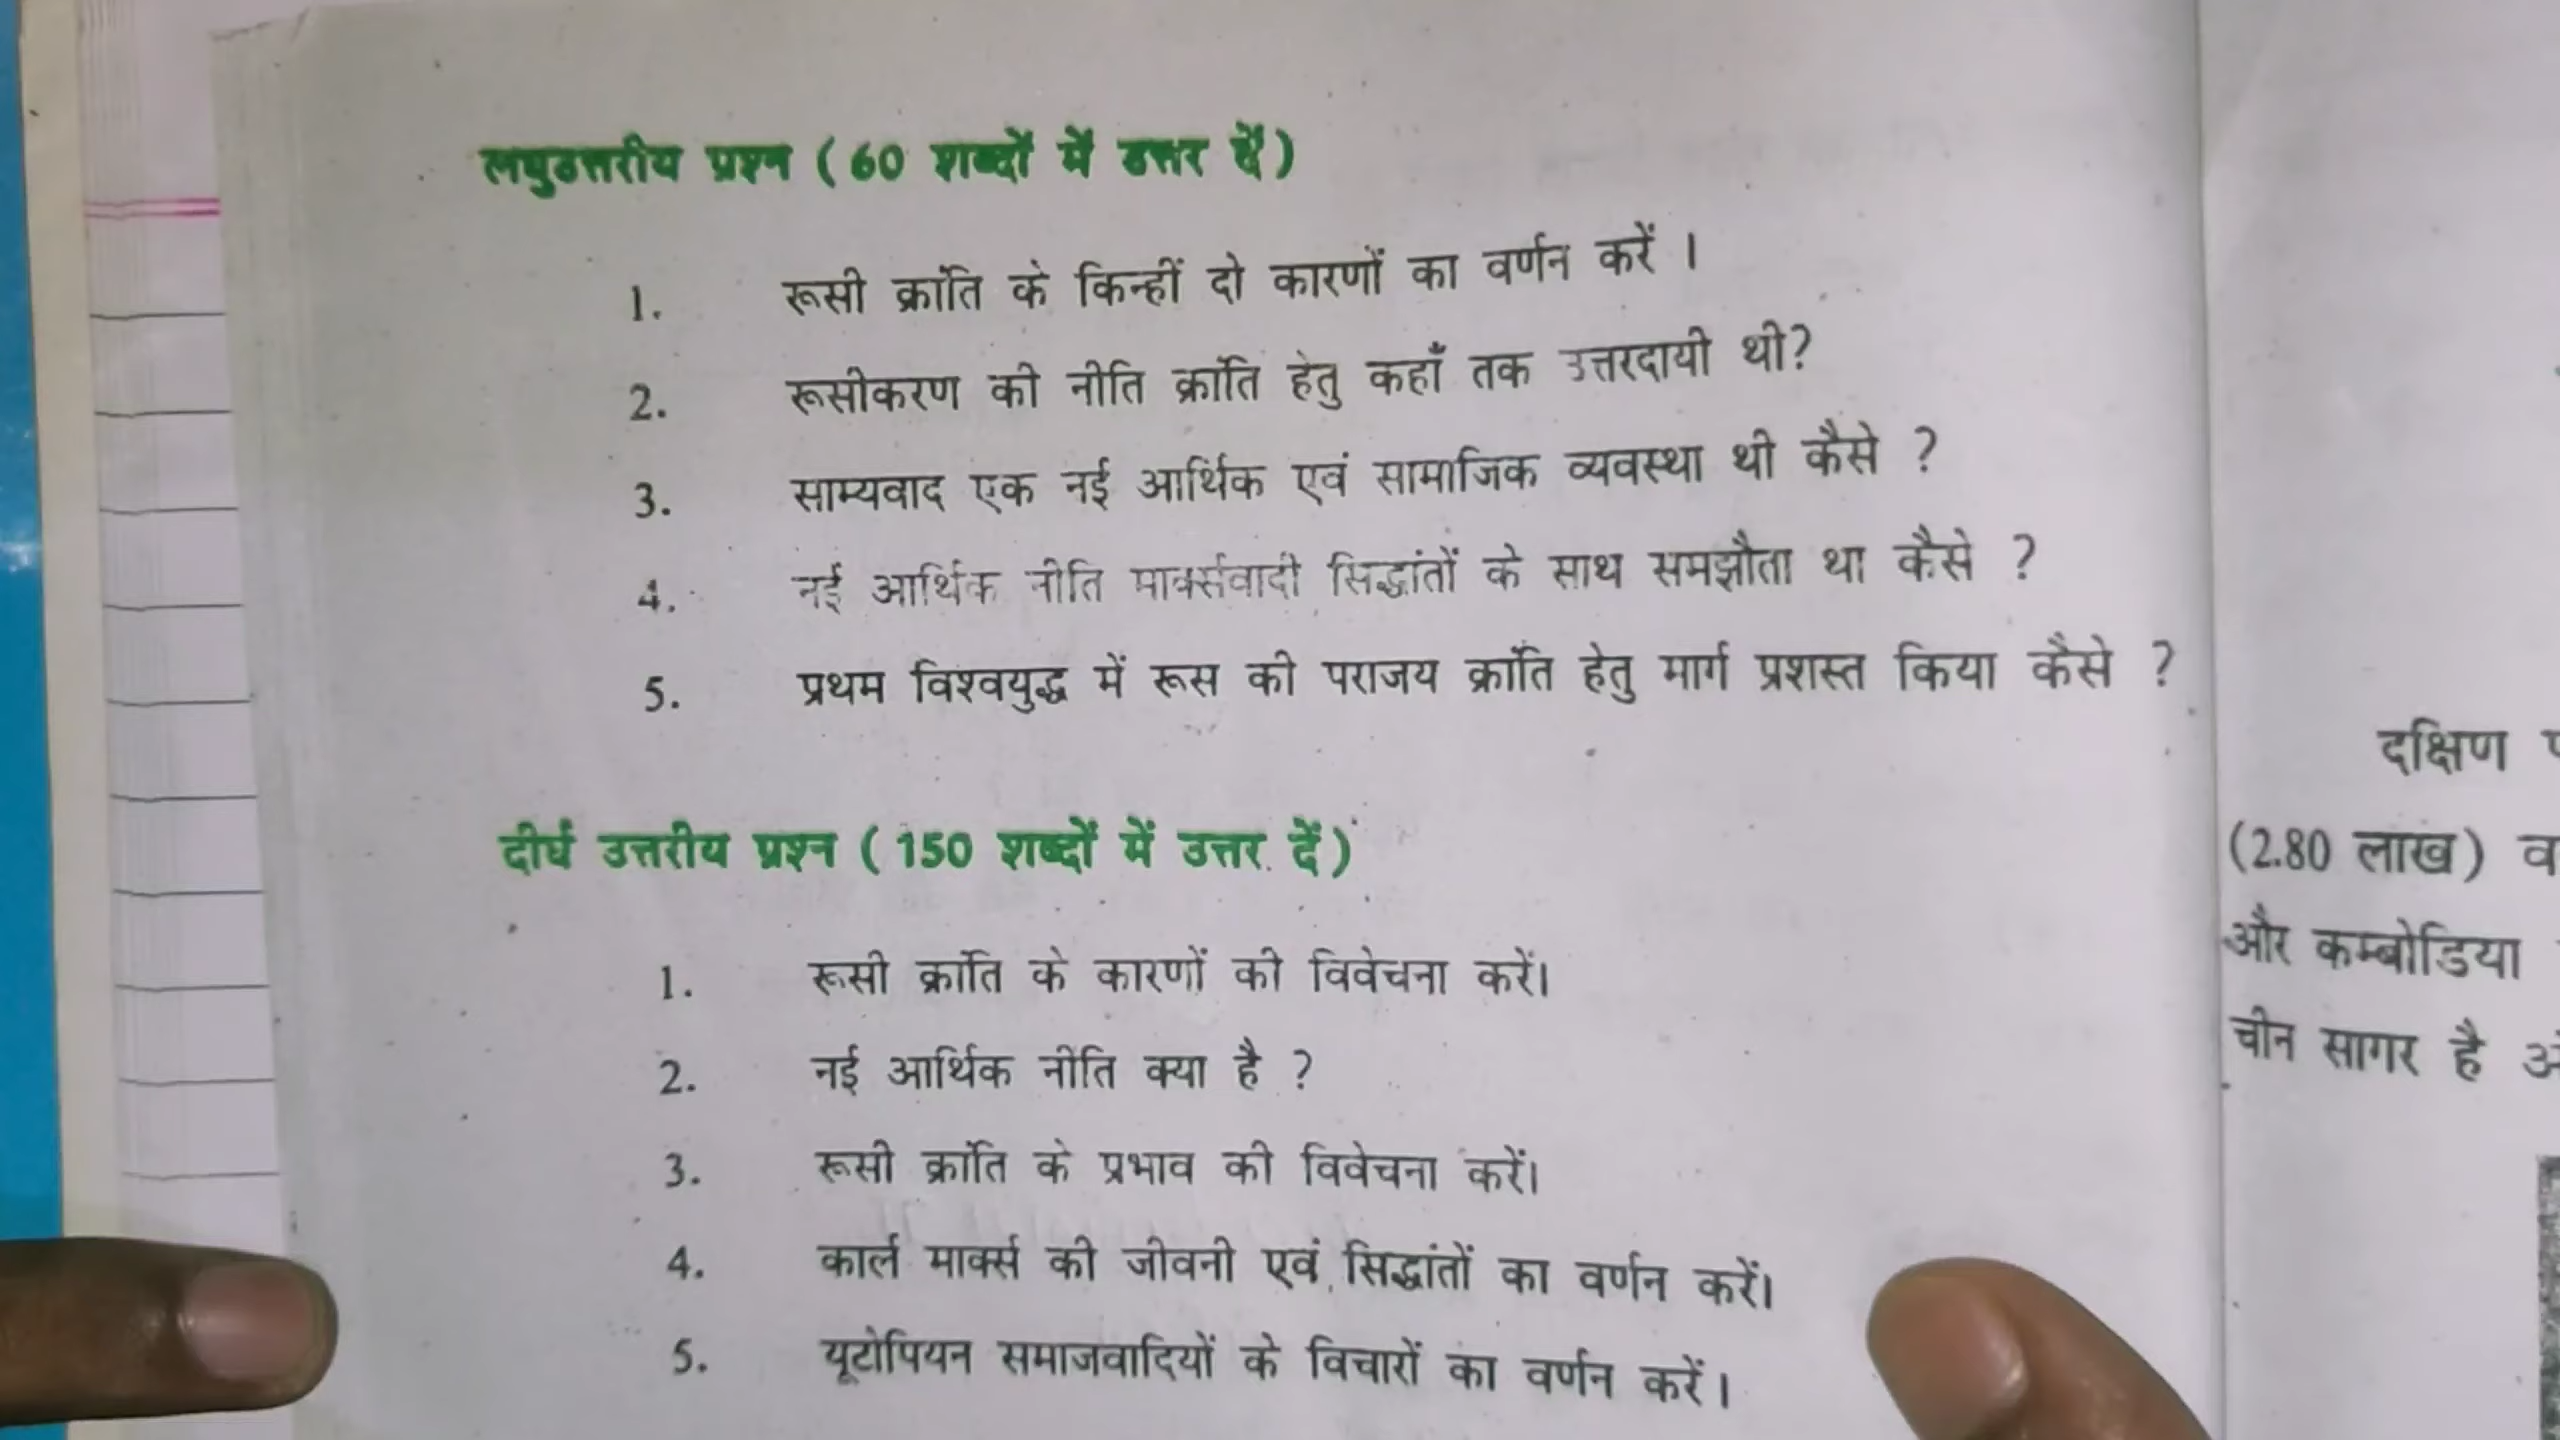 लघुउत्तरीय प्रश्न ( 60 शब्दों में उत्तर दें )
1. रूसी क्रांति के किन्हीं दो कारणों का वर्णन करें ।
2. रूसीकरण की नीति क्रांति हेतु कहाँ तक उत्तरदायी थी?
3. साम्यवाद एक नई आर्थिक एवं सामाजिक व्यवस्था थी कैसे ?
4. नई आर्थिक नीति मार्क्सवादी सिद्धांतों के साथ समझौता था कैसे ?
5. प्रथम विश्वयुद्ध में रूस की पराजय क्रांति हेतु मार्ग प्रशस्त किया कैसे ?
दीर्घ उत्तरीय प्रश्न ( 150 शब्दों में उत्तर दें )
1. रूसी क्रांति के कारणों की विवेचना करें।
2. नई आर्थिक नीति क्या है ?
3. रूसी क्रांति के प्रभाव की विवेचना करें।
4. कार्ल मार्क्स की जीवनी एवं सिद्धांतों का वर्णन करें।
5. यूटोपियन समाजवादियों के विचारों का वर्णन करें।
दक्षिण
(2.80 लाख)
और कम्बोडिया
चीन सागर है